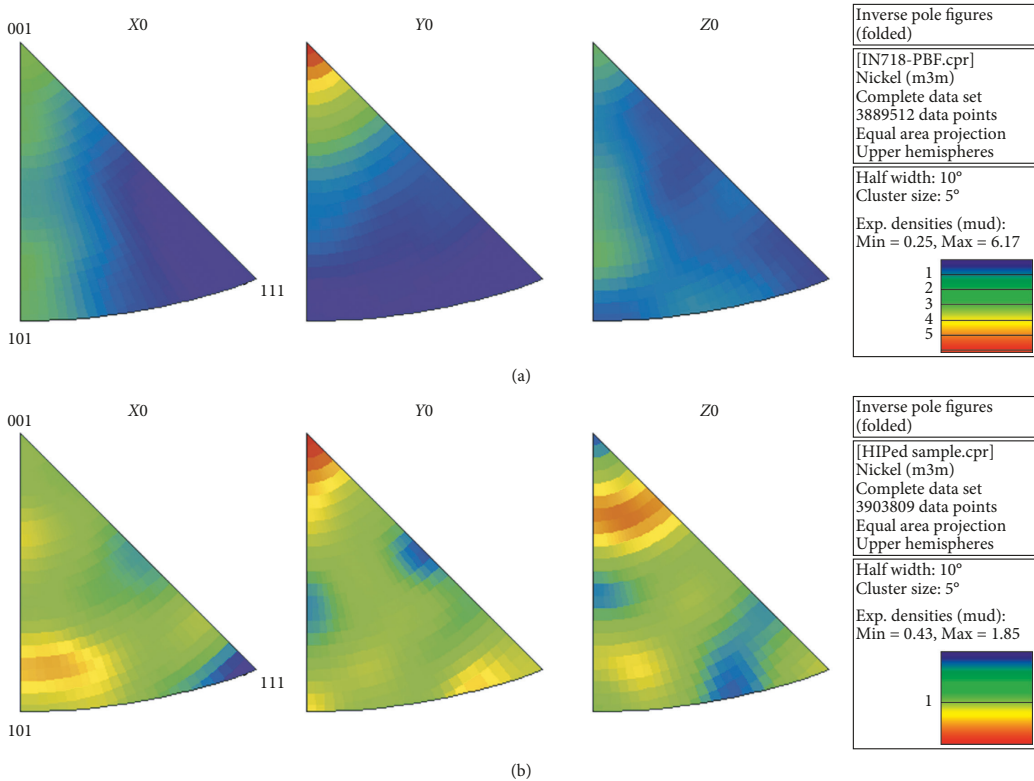 X0
Y0
Z0
001
111
101
Inverse pole figures
(folded)
[IN718-PBF.cpr]
Nickel (m3m)
Complete data set
3889512 data points
Equal area projection
Upper hemispheres
Half width: 10°
Cluster size: 5°
Exp. densities (mud):
Min = 0.25, Max = 6.17
1
2
3
4
5
(a)
X0
Y0
Z0
001
111
101
Inverse pole figures
(folded)
[HIPed sample.cpr]
Nickel (m3m)
Complete data set
3903809 data points
Equal area projection
Upper hemispheres
Half width: 10°
Cluster size: 5°
Exp. densities (mud):
Min = 0.43, Max = 1.85
1
(b)